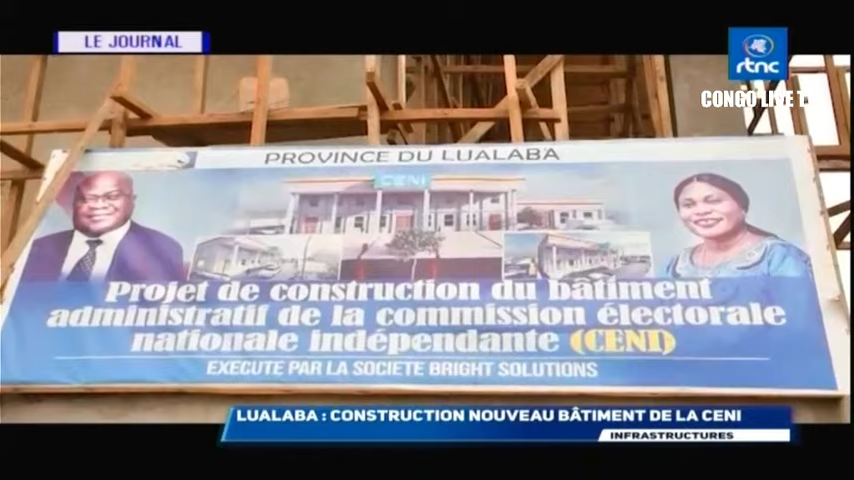 LE JOURNAL
rtnc
CONGO LIVE T
PROVINCE DU LUALABA
CENI
Projet de construction du bâtiment
administratif de la commission électorale
nationale indépendante (CENI)
EXECUTE PAR LA SOCIETE BRIGHT SOLUTIONS
LUALABA : CONSTRUCTION NOUVEAU BÂTIMENT DE LA CENI
INFRASTRUCTURES